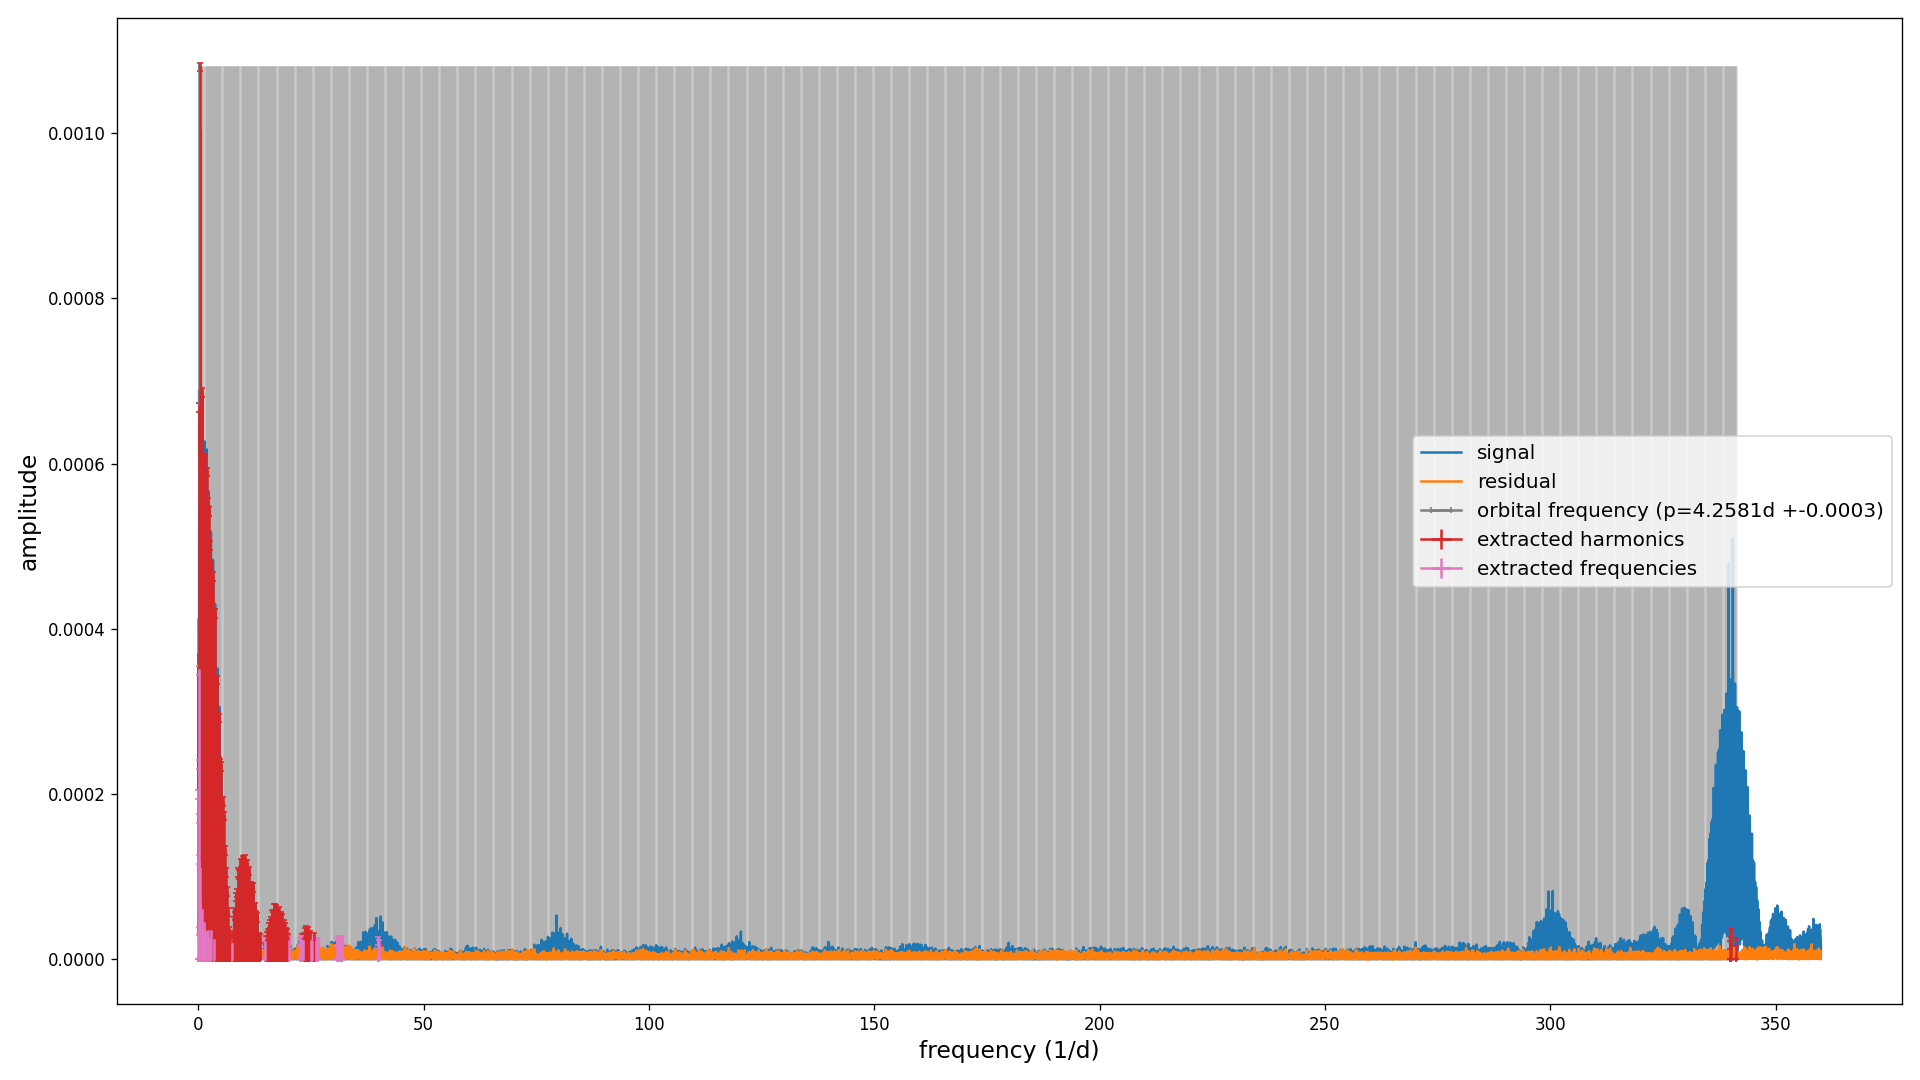 amplitude
0.0010
0.0008
0.0006
0.0004
0.0002
0.0000
signal
residual
orbital frequency (p=4.2581d +-0.0003)
extracted harmonics
extracted frequencies
0 50 100 150 200 250 300 350
frequency (1/d)